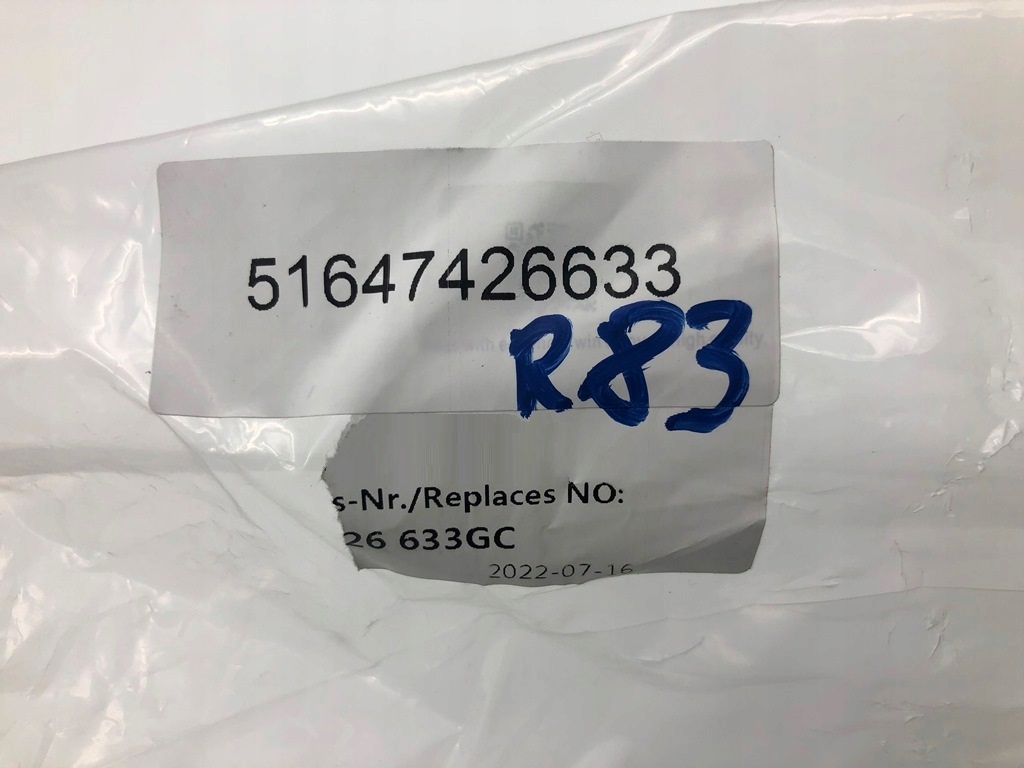 51647426633
R83
s-Nr./Replaces NO:
26 633GC
2022-07-16